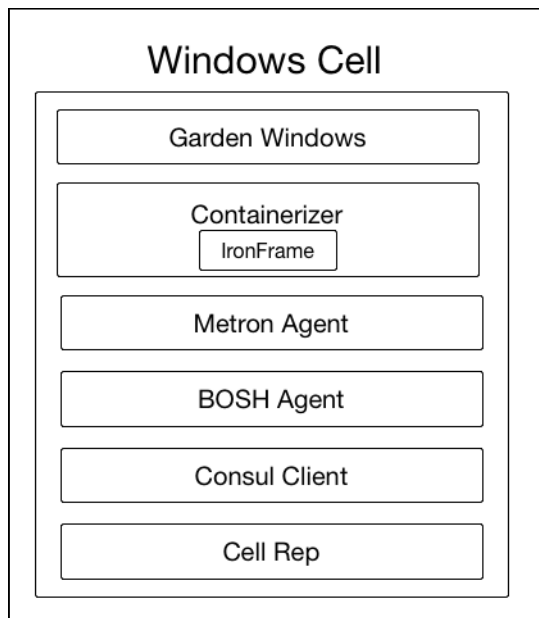 Windows Cell
Garden Windows
Containerizer
IronFrame
Metron Agent
BOSH Agent
Consul Client
Cell Rep